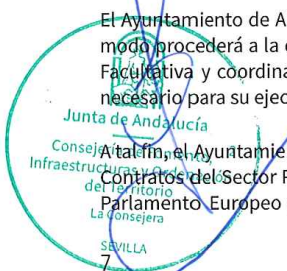 El Ayuntamiento de A
modo procederá a la
Facultativa y coordina
necesario para su ejec
Junta de Andalucía
Consejería de Fomento,
Infraestructuras y Ordenación
del Territorio
La Consejera
SEVILLA
A tal fin, el Ayuntamie
Contratos del Sector P
Parlamento Europeo
7